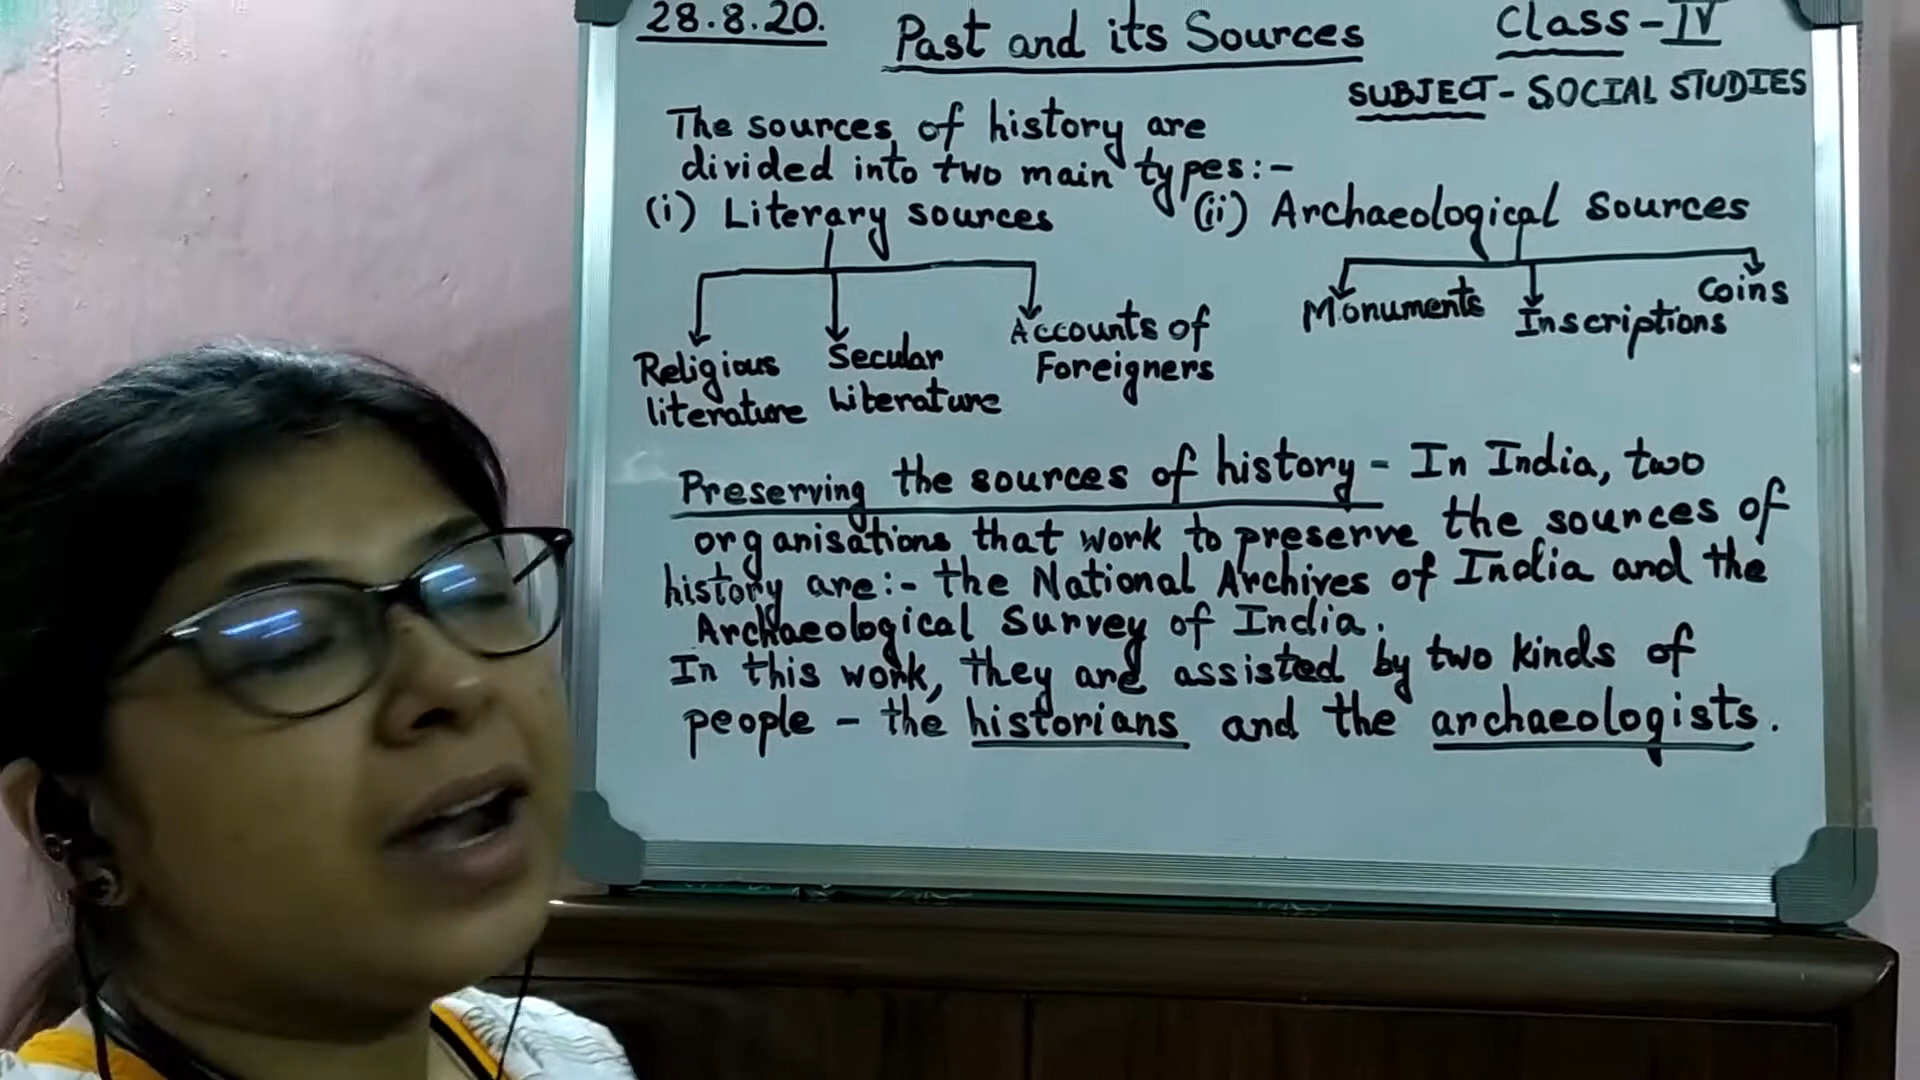 28.8.20.
Past and its Sources
Class-IV
SUBJECT- SOCIAL STUDIES
The sources of history are
divided into two main types:-
(i) Literary sources
(ii) Archaeological sources
Religious
literature
Secular
literature
Accounts of
Foreigners
Monuments
Inscriptions
Coins
Preserving the sources of history - In India, two
organisations that work to preserve the sources of
history are:- the National Archives of India and the
Archaeological Survey of India.
In this work, they are assisted by two kinds of
people - the historians and the archaeologists.